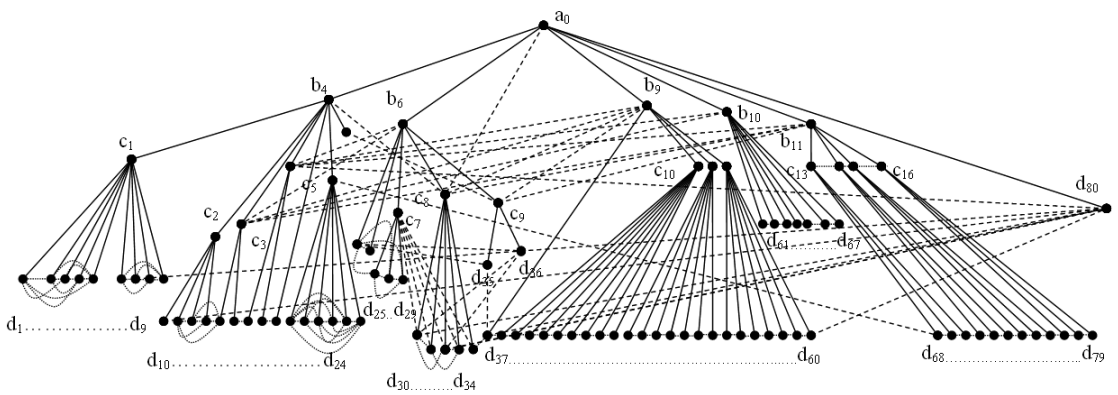 a0
b4
b6
b9
b10
b11
c1
c5
c10
c13
c16
d80
c2
c3
c8
c7
c9
d61..............d67
d35
d36
d1....................d9
d25...d29
d10....................d24
d37..................................................d60
d68......................d79
d30.........d34